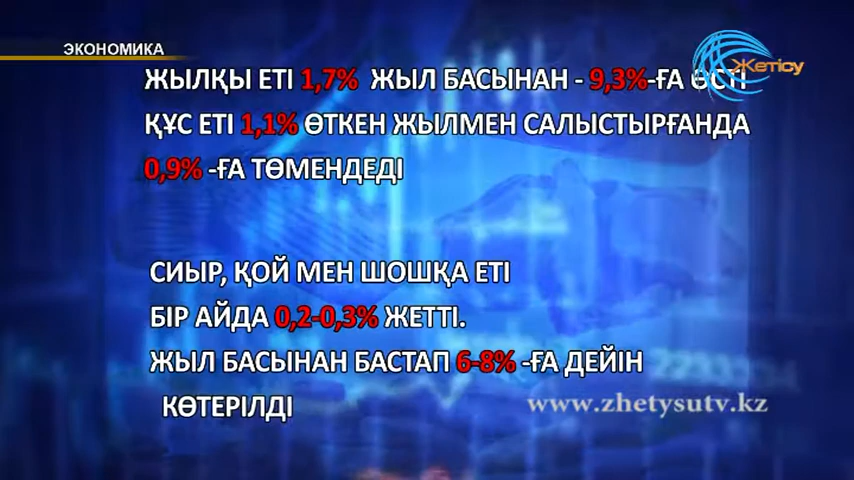 ЭКОНОМИКА
Жетісу
ЖЫЛҚЫ ЕТІ 1,7% ЖЫЛ БАСЫНАН - 9,3%-ҒА ӨСТІ
ҚҰС ЕТІ 1,1% ӨТКЕН ЖЫЛМЕН САЛЫСТЫРҒАНДА
0,9% -ҒА ТӨМЕНДЕДІ
СИЫР, ҚОЙ МЕН ШОШҚА ЕТІ
БІР АЙДА 0,2-0,3% ЖЕТТІ.
ЖЫЛ БАСЫНАН БАСТАП 6-8% -ҒА ДЕЙІН
КӨТЕРІЛДІ
www.zhetysutv.kz